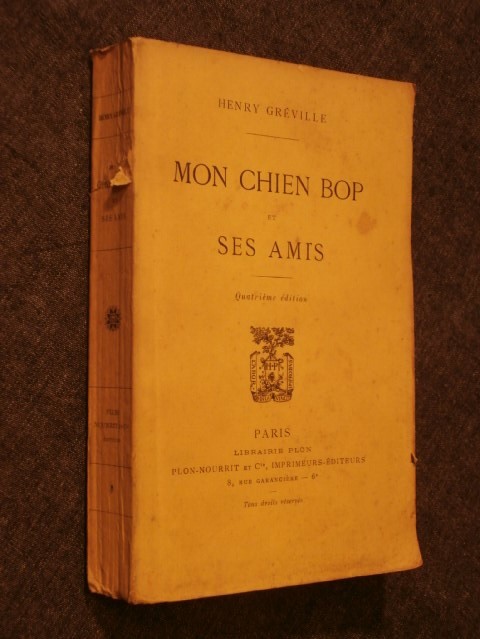 HENRY GRÉVILLE
MON CHIEN BOP
ET
SES AMIS
Quatrième édition
PARIS
LIBRAIRIE PLON
PLON-NOURRIT ET Cie, IMPRIMEURS-ÉDITEURS
8, RUE GARANCIÈRE — 6e
Tous droits réservés